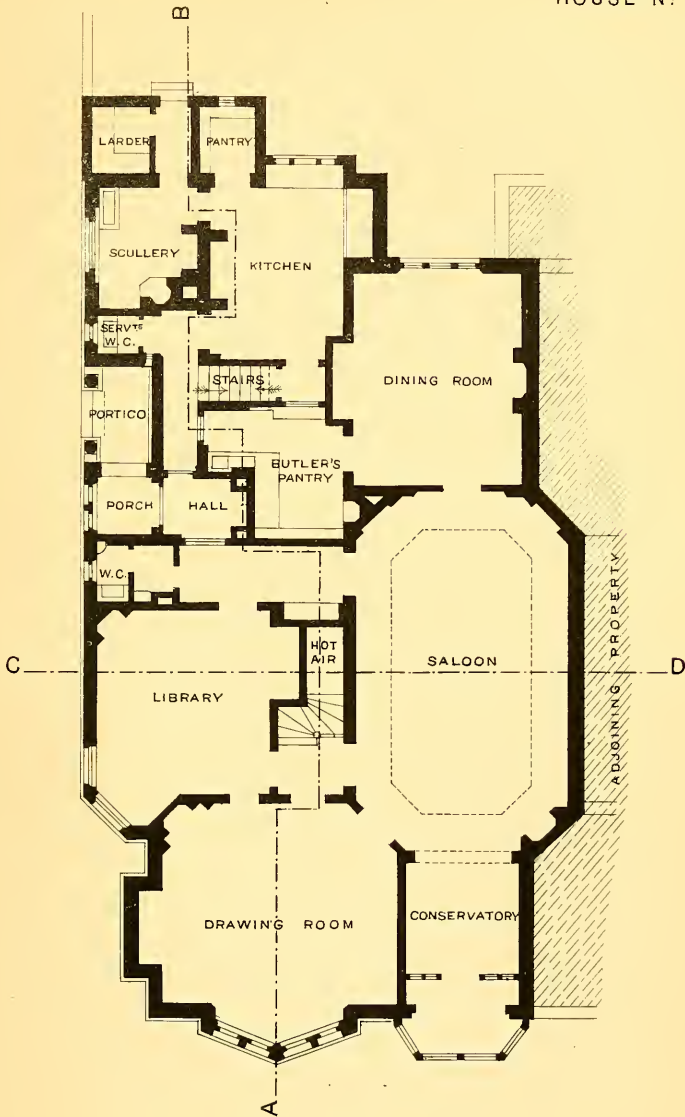 HOUSE N.
B
LARDER
PANTRY
SCULLERY
KITCHEN
SERVTS
W.C.
STAIRS
DINING ROOM
PORTICO
BUTLER'S
PANTRY
PORCH
HALL
W.C.
HOT
AIR
SALOON
ADJOINING PROPERTY
C
D
LIBRARY
DRAWING ROOM
CONSERVATORY
A